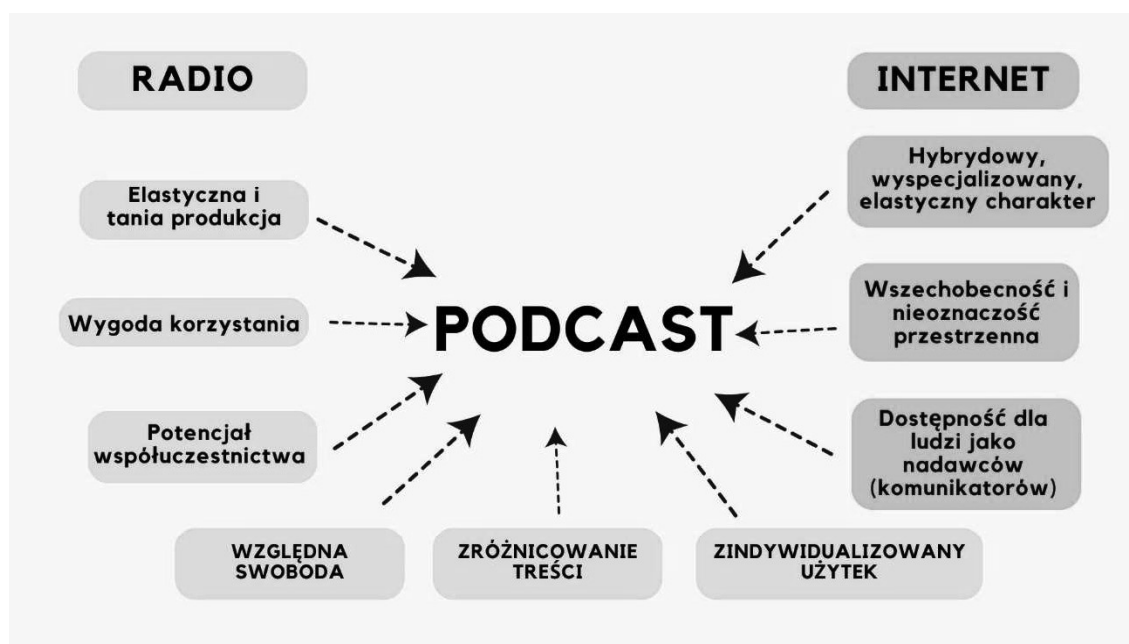 RADIO
INTERNET
Elastyczna i
tania produkcja
Wygoda korzystania
Potencjał
współuczestnictwa
PODCAST
Hybrydowy,
wyspecjalizowany,
elastyczny charakter
Wszechobecność i
nieoznaczość
przestrzenna
Dostępność dla
ludzi jako
nadawców
(komunikatorów)
WZGLĘDNA
SWOBODA
ZRÓŻNICOWANIE
TREŚCI
ZINDYWIDUALIZOWANY
UŻYTEK